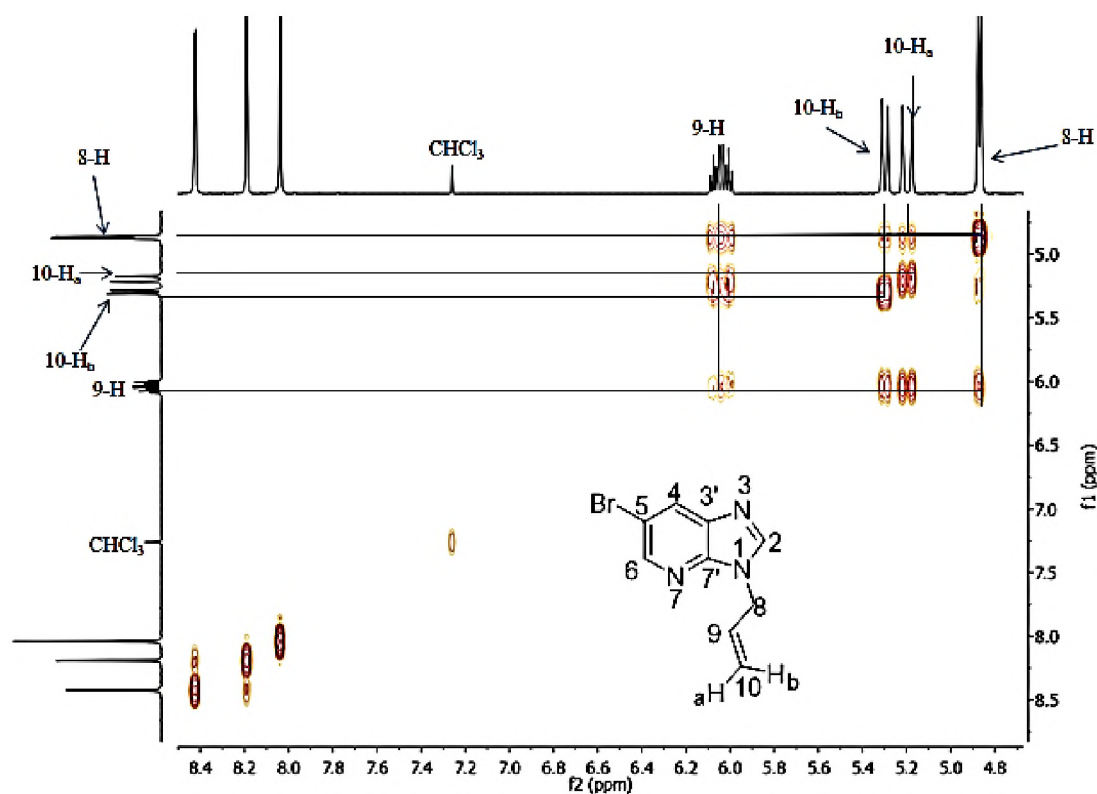 10-Hₐ
10-H_b
9-H
8-H
CHCl₃
8-H
10-Hₐ
10-H_b
9-H
CHCl₃
5.0
5.5
6.0
6.5
7.0
7.5
8.0
8.5
f1 (ppm)
Br
5
4
3'
N
3
2
1
N
7'
N
7
6
8
9
10
H
a
H
b
8.4 8.2 8.0 7.8 7.6 7.4 7.2 7.0 6.8 6.6 6.4 6.2 6.0 5.8 5.6 5.4 5.2 5.0 4.8
f2 (ppm)